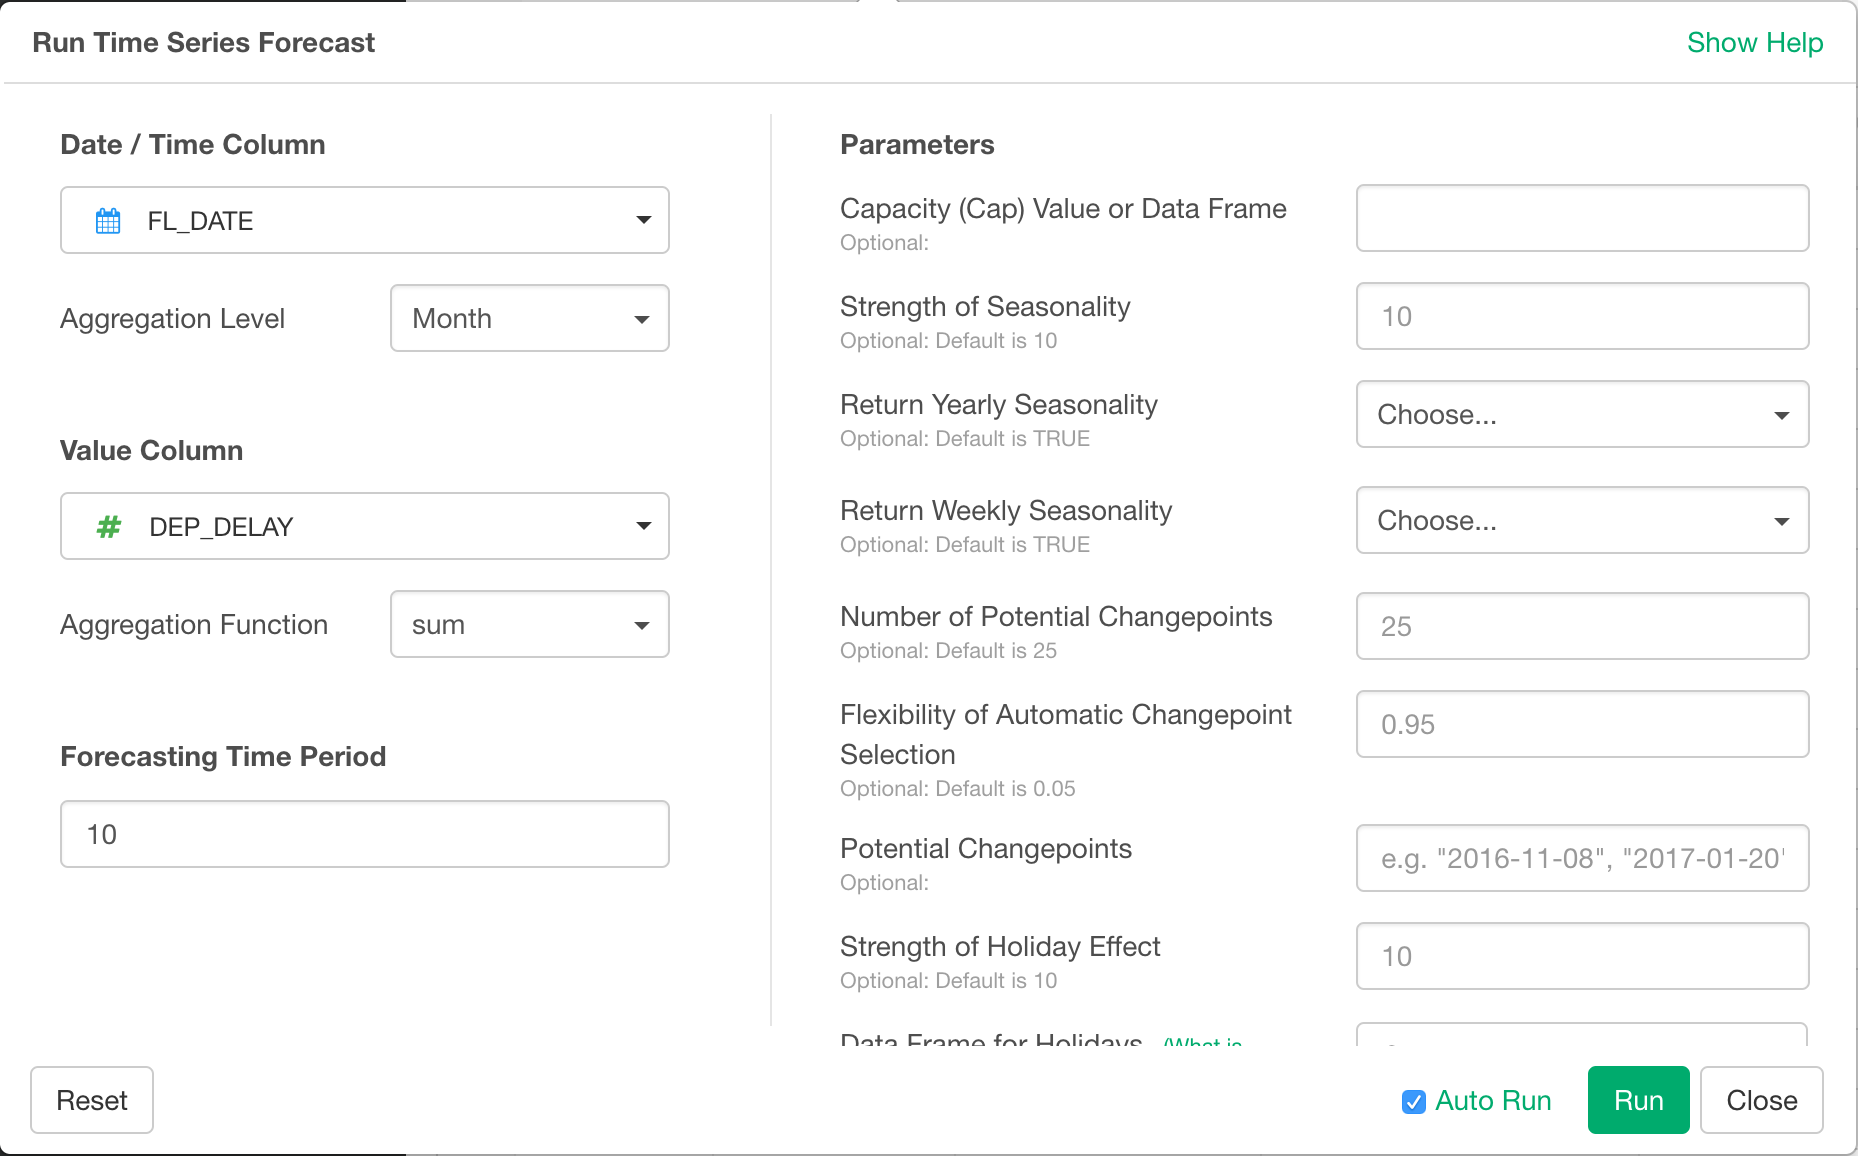 Run Time Series Forecast
Show Help
Date / Time Column
FL_DATE
Aggregation Level
Month
Value Column
DEP_DELAY
Aggregation Function
sum
Forecasting Time Period
10
Parameters
Capacity (Cap) Value or Data Frame
Optional:
Strength of Seasonality
Optional: Default is 10
10
Return Yearly Seasonality
Optional: Default is TRUE
Choose...
Return Weekly Seasonality
Optional: Default is TRUE
Choose...
Number of Potential Changepoints
Optional: Default is 25
25
Flexibility of Automatic Changepoint
Selection
Optional: Default is 0.05
0.95
Potential Changepoints
Optional:
e.g. "2016-11-08", "2017-01-20'
Strength of Holiday Effect
Optional: Default is 10
10
Data Frame for Holidays (What is
Reset
Auto Run
Run
Close